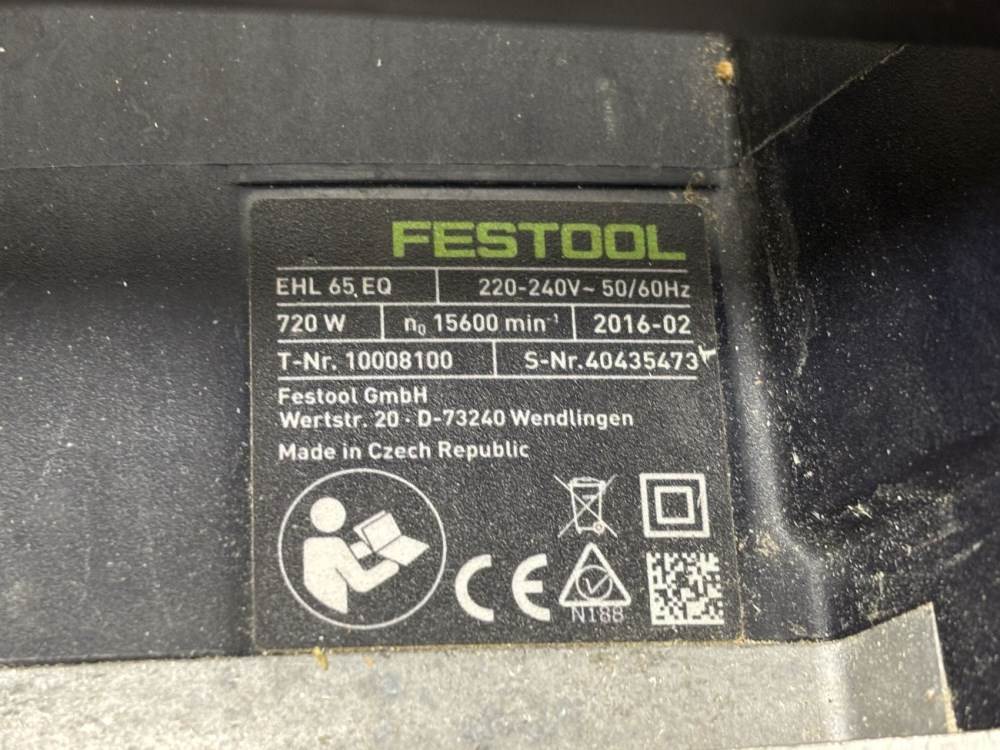 FESTOOL
EHL 65 EQ 220-240V~ 50/60Hz
720 W n₀ 15600 min⁻¹ 2016-02
T-Nr. 10008100 S-Nr.40435473
Festool GmbH
Wertstr. 20 · D-73240 Wendlingen
Made in Czech Republic
CE
N188